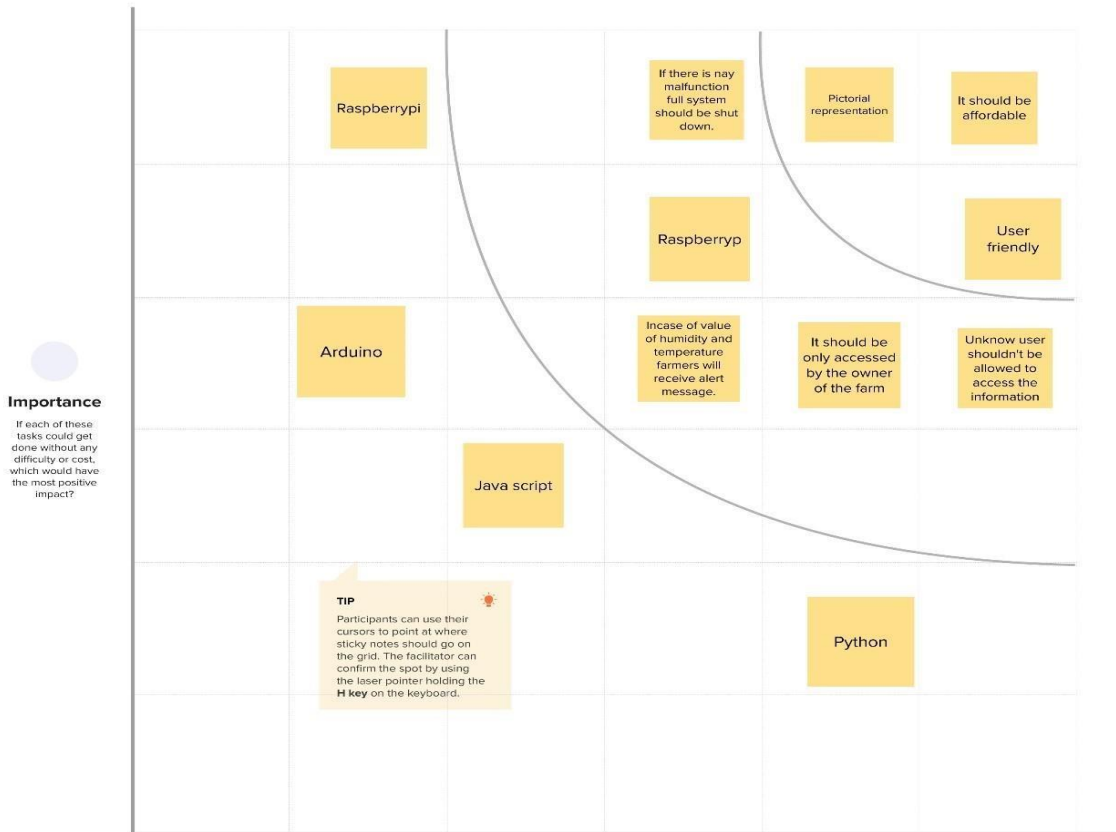 Raspberrypi
If there is nay
malfunction
full system
should be shut
down.
Pictorial
representation
It should be
affordable
Raspberryp
User
friendly
Arduino
Incase of value
of humidity and
temperature
farmers will
receive alert
message.
It should be
only accessed
by the owner
of the farm
Unknow user
shouldn't be
allowed to
access the
information
Importance
If each of these
tasks could get
done without any
difficulty or cost,
which would have
the most positive
impact?
Java script
TIP
Participants can use their
cursors to point at where
sticky notes should go on
the grid. The facilitator can
confirm the spot by using
the laser pointer holding the
H key on the keyboard.
Python